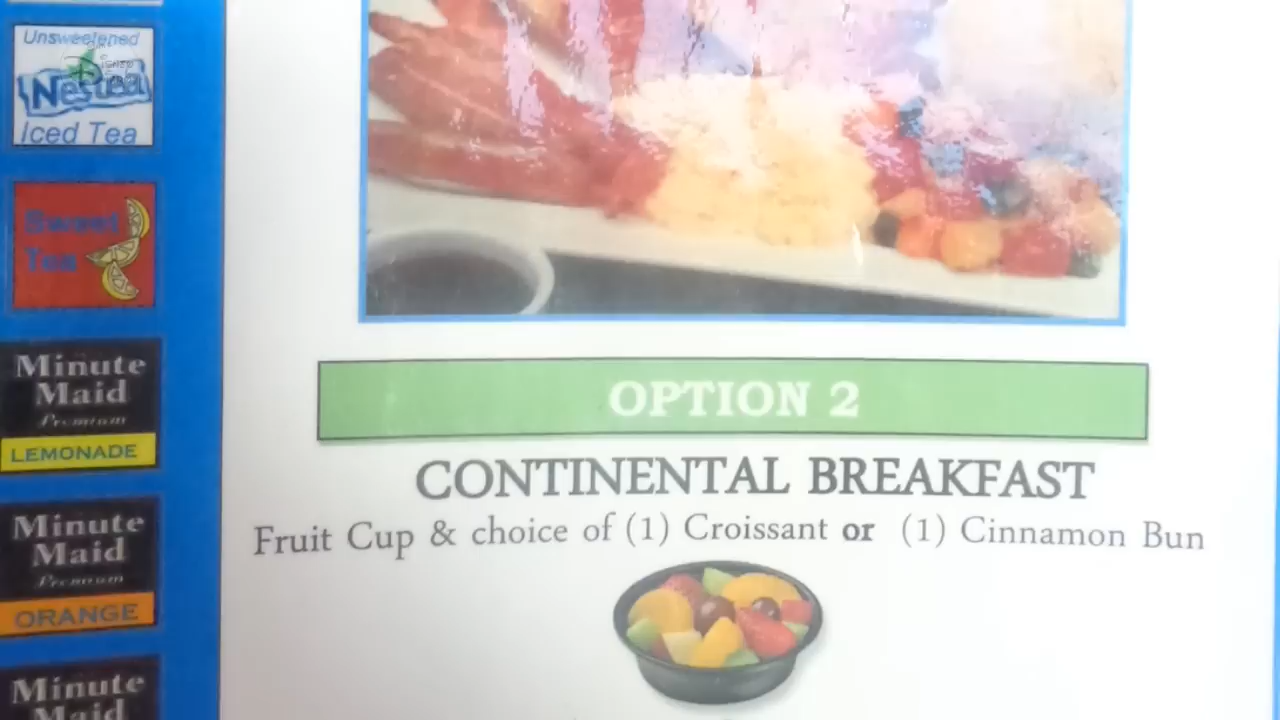 Unsweetened
Nestea
Iced Tea
Sweet
Tea
Minute
Maid
Premium
LEMONADE
Minute
Maid
Premium
ORANGE
Minute
Maid
OPTION 2
CONTINENTAL BREAKFAST
Fruit Cup & choice of (1) Croissant or (1) Cinnamon Bun